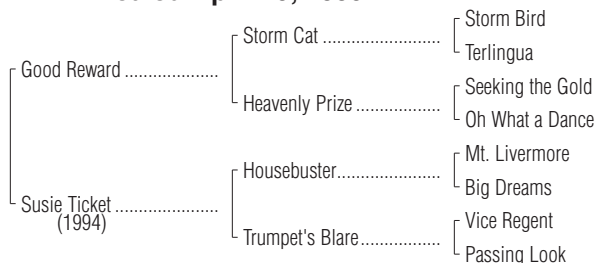 Storm Bird
Storm Cat ........................
Terlingua
Good Reward .........................
Seeking the Gold
Heavenly Prize ....................
Oh What a Dance
Mt. Livermore
Housebuster........................
Big Dreams
Susie Ticket ...........................
(1994)
Vice Regent
Trumpet's Blare...................
Passing Look